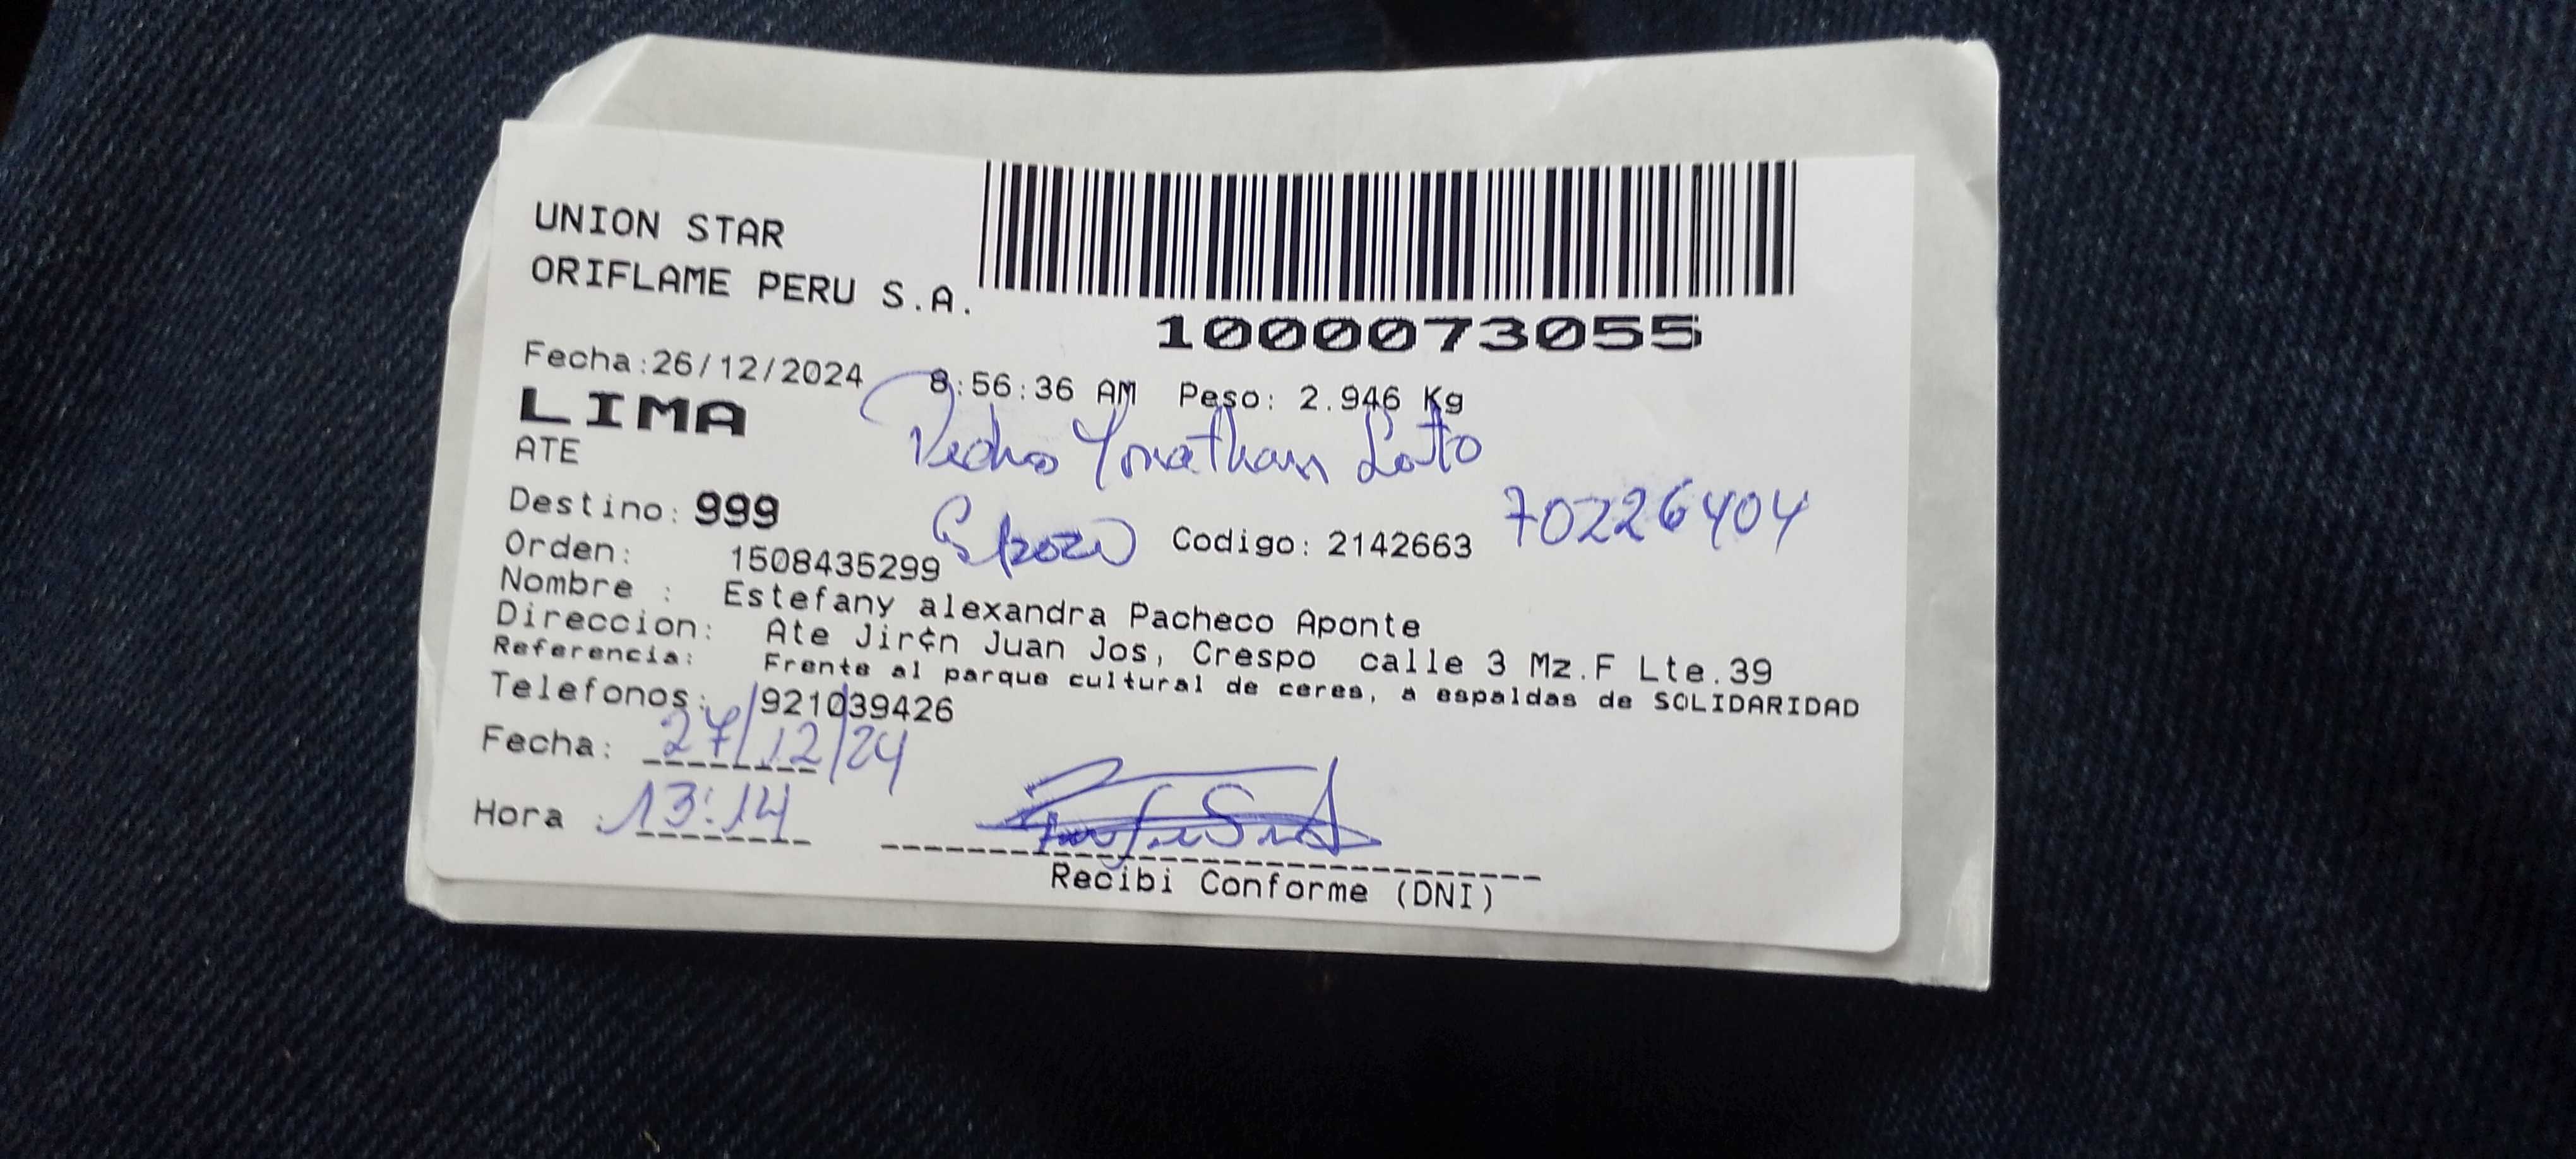 UNION STAR
ORIFLAME PERU S.A.
1000073055
Fecha:26/12/2024 8:56:36 AM Peso: 2.946 Kg
LIMA
Pedro Yonathan Soto
ATE
Destino: 999
70226404
Esposo Codigo: 2142663
Orden: 1508435299
Nombre : Estefany alexandra Pacheco Aponte
Direccion: Ate Jir¢n Juan Jos, Crespo calle 3 Mz.F Lte.39
Referencia: Frente al parque cultural de ceres, a espaldas de SOLIDARIDAD
Telefonos: 921039426
Fecha: 27/12/24
Hora : 13:14
Recibi Conforme (DNI)